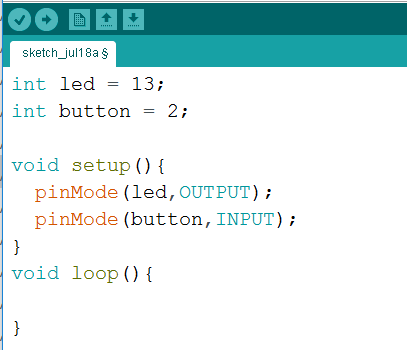 sketch_jul18a §
int led = 13;
int button = 2;
void setup(){
  pinMode(led,OUTPUT);
  pinMode(button,INPUT);
}
void loop(){
}